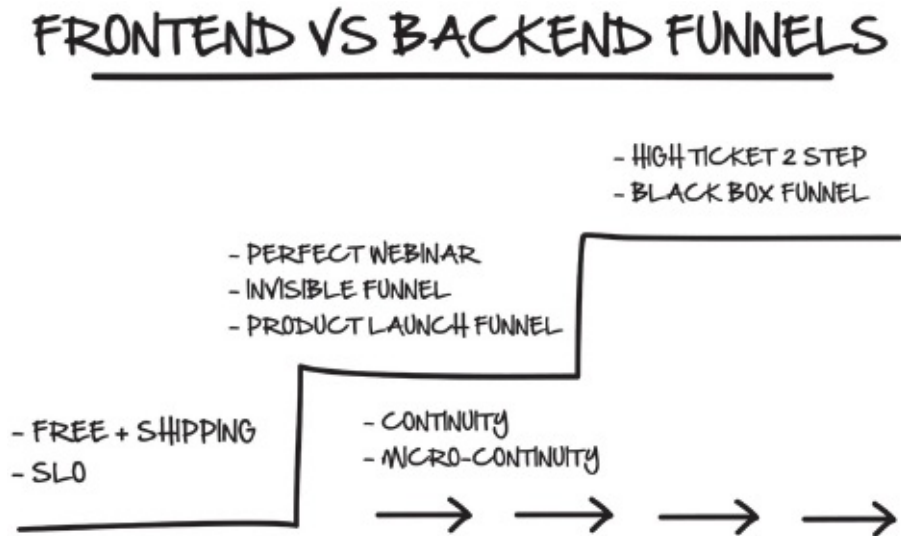 FRONTEND VS BACKEND FUNNELS
- HIGH TICKET 2 STEP
- BLACK BOX FUNNEL
- PERFECT WEBINAR
- INVISIBLE FUNNEL
- PRODUCT LAUNCH FUNNEL
- FREE + SHIPPING
- SLO
- CONTINUITY
- MICRO-CONTINUITY